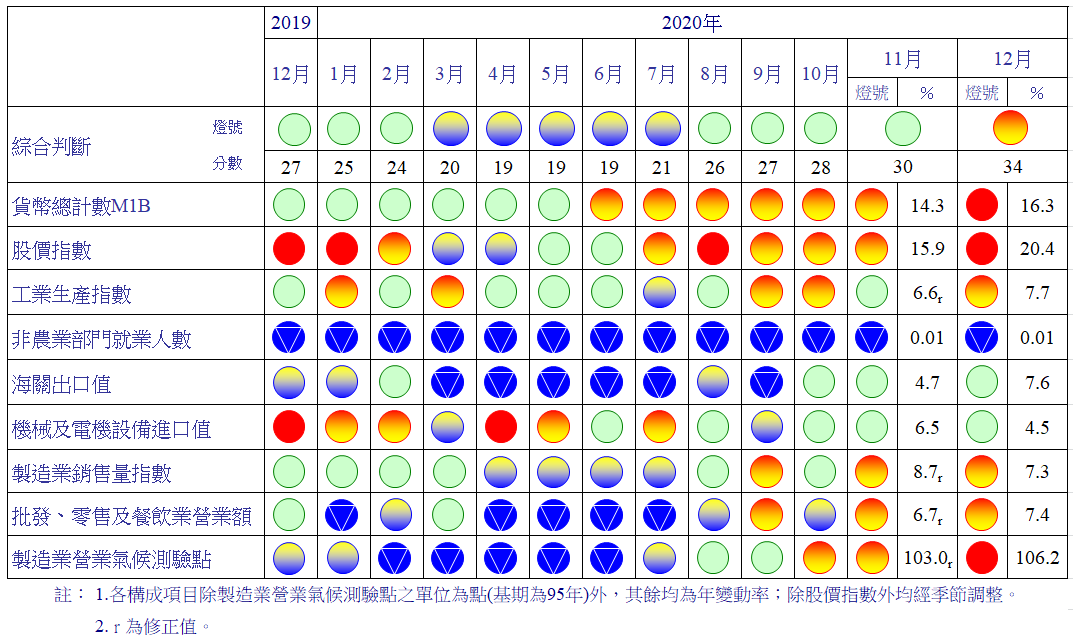 2019 2020年
12月 1月 2月 3月 4月 5月 6月 7月 8月 9月 10月 11月 12月
燈號 % 燈號 %
綜合判斷 燈號
分數 27 25 24 20 19 19 19 21 26 27 28 30 34
貨幣總計數M1B 14.3 16.3
股價指數 15.9 20.4
工業生產指數 6.6r 7.7
非農業部門就業人數 0.01 0.01
海關出口值 4.7 7.6
機械及電機設備進口值 6.5 4.5
製造業銷售量指數 8.7r 7.3
批發、零售及餐飲業營業額 6.7r 7.4
製造業營業氣候測驗點 103.0r 106.2
註： 1.各構成項目除製造業營業氣候測驗點之單位為點(基期為95年)外，其餘均為年變動率；除股價指數外均經季節調整。
2. r 為修正值。